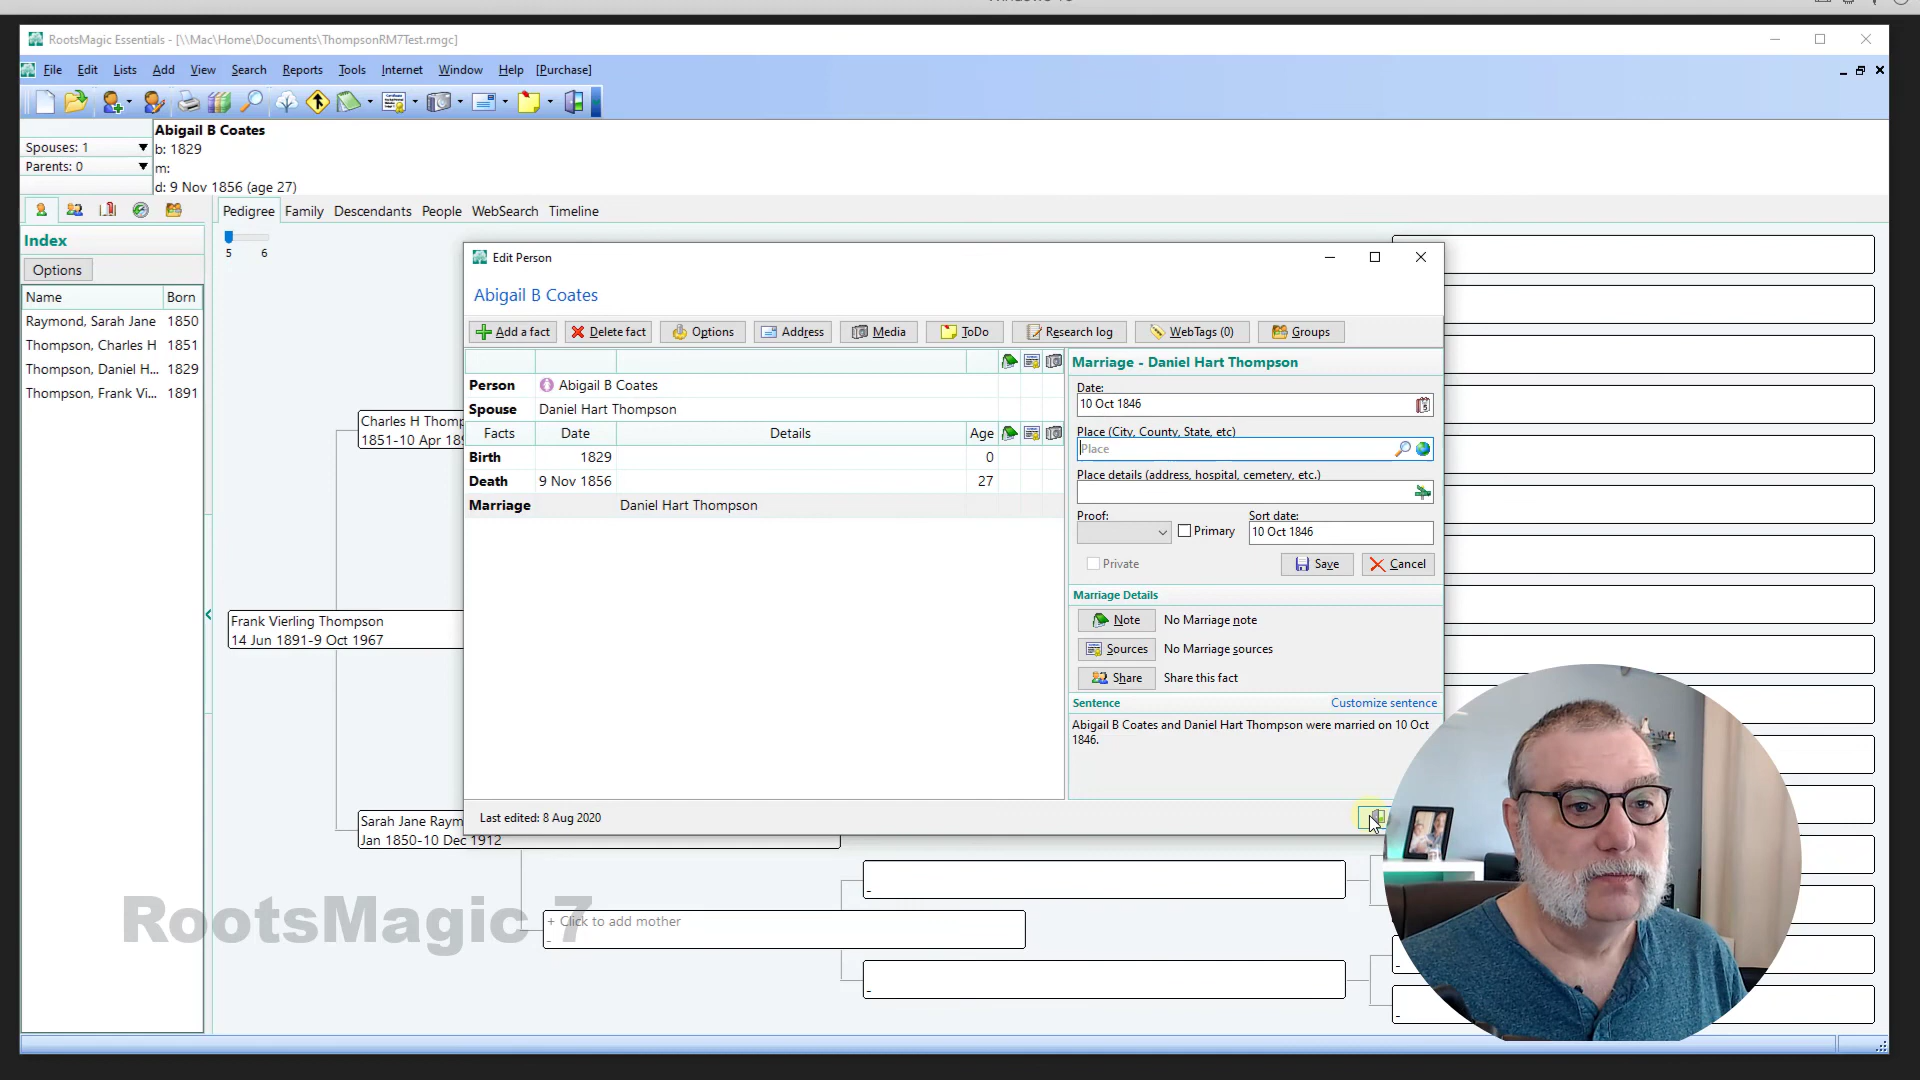 RootsMagic Essentials - [\\Mac\Home\Documents\ThompsonRM7Test.rmgc]
File Edit Lists Add View Search Reports Tools Internet Window Help [Purchase]
Spouses: 1
Parents: 0
Abigail B Coates
b: 1829
m:
d: 9 Nov 1856 (age 27)
Pedigree Family Descendants People WebSearch Timeline
5 6
Index
Options
Name Born
Raymond, Sarah Jane 1850
Thompson, Charles H 1851
Thompson, Daniel H... 1829
Thompson, Frank Vi... 1891
Charles H Thomp
1851-10 Apr 189
Frank Vierling Thompson
14 Jun 1891-9 Oct 1967
Sarah Jane Raym
Jan 1850-10 Dec 1912
+ Click to add mother
-
Edit Person
Abigail B Coates
Add a fact Delete fact Options Address Media ToDo Research log WebTags (0) Groups
Person Abigail B Coates
Spouse Daniel Hart Thompson
Facts Date Details Age
Birth 1829 0
Death 9 Nov 1856 27
Marriage Daniel Hart Thompson
Last edited: 8 Aug 2020
Marriage - Daniel Hart Thompson
Date:
10 Oct 1846
Place (City, County, State, etc)
Place
Place details (address, hospital, cemetery, etc.)
Proof: Sort date:
Primary 10 Oct 1846
Private Save Cancel
Marriage Details
Note No Marriage note
Sources No Marriage sources
Share Share this fact
Sentence Customize sentence
Abigail B Coates and Daniel Hart Thompson were married on 10 Oct
1846.
RootsMagic 7